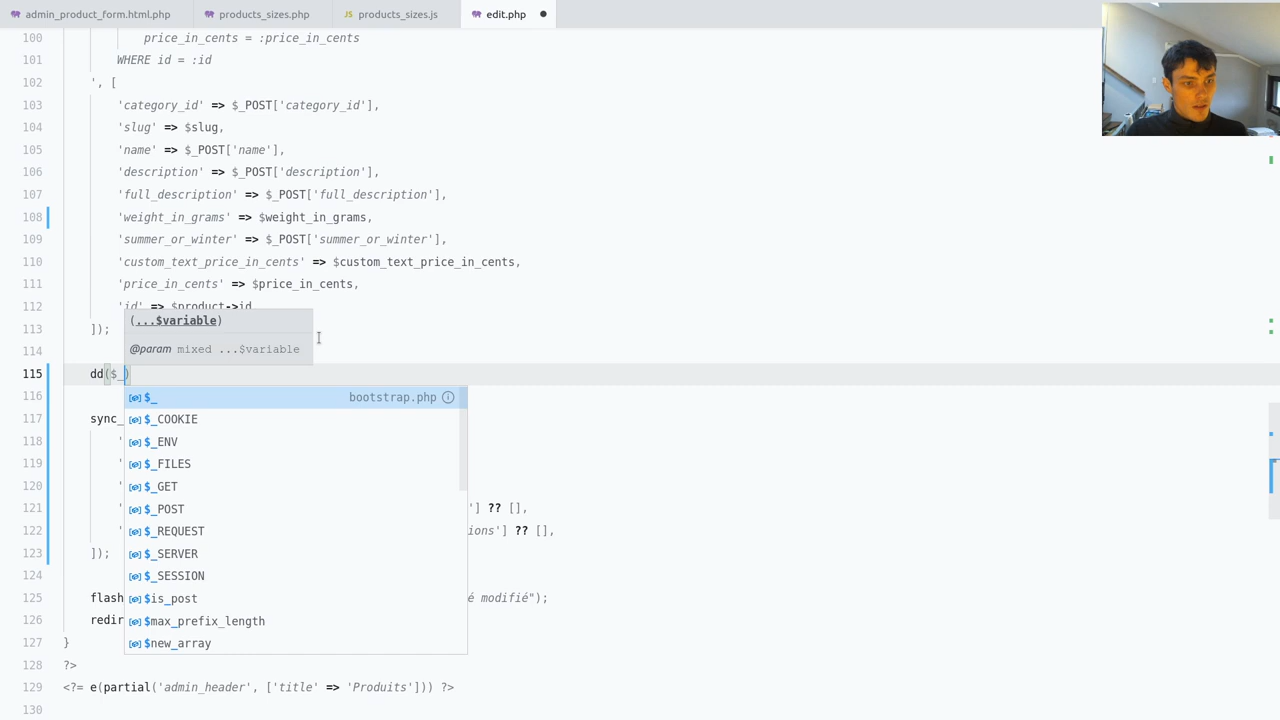 admin_product_form.html.php products_sizes.php JS products_sizes.js edit.php
100 price_in_cents = :price_in_cents
101 WHERE id = :id
102 ', [
103 'category_id' => $_POST['category_id'],
104 'slug' => $slug,
105 'name' => $_POST['name'],
106 'description' => $_POST['description'],
107 'full_description' => $_POST['full_description'],
108 'weight_in_grams' => $weight_in_grams,
109 'summer_or_winter' => $_POST['summer_or_winter'],
110 'custom_text_price_in_cents' => $custom_text_price_in_cents,
111 'price_in_cents' => $price_in_cents,
112 'id' => $product->id
(...$variable)
113 ]);
114
@param mixed ...$variable
115 dd($_)
116 $_ bootstrap.php
117 sync_ $_COOKIE
118 ' $_ENV
119 ' $_FILES
120 ' $_GET
121 ' $_POST '] ?? [],
122 ' $_REQUEST ions'] ?? [],
123 ]); $_SERVER
124 $_SESSION
125 flash $is_post é modifié");
126 redir $max_prefix_length
127 } $new_array
128 ?>
129 <?= e(partial('admin_header', ['title' => 'Produits'])) ?>
130